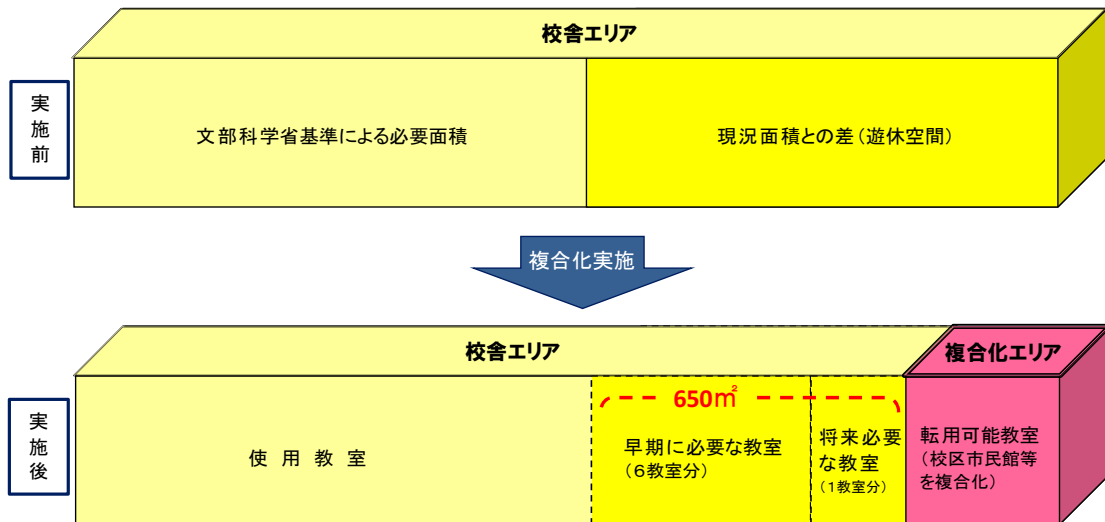 校舎エリア
実施前
文部科学省基準による必要面積
現況面積との差(遊休空間)
複合化実施
校舎エリア
複合化エリア
実施後
使用教室
650㎡
早期に必要な教室
(6教室分)
将来必要
な教室
(1教室分)
転用可能教室
(校区市民館等
を複合化)